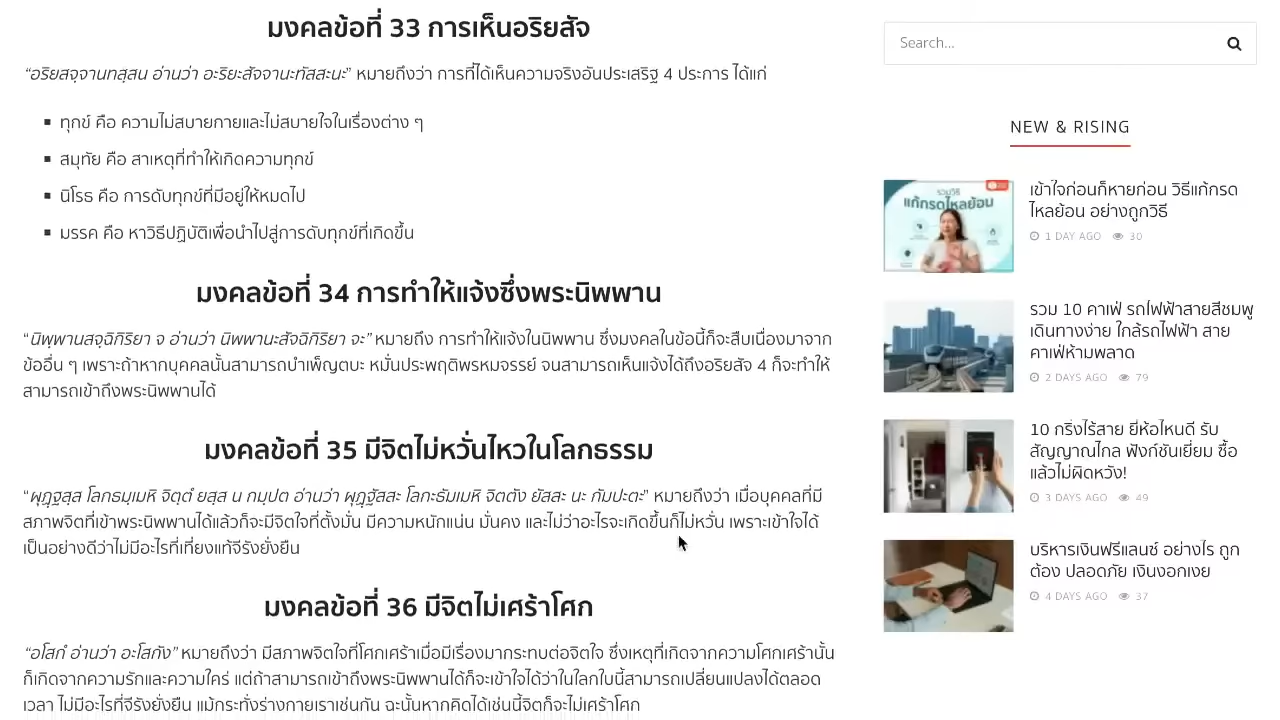 มงคลข้อที่ 33 การเห็นอริยสัจ
“อริยสจฺจานทสฺสน อ่านว่า อะริยะสัจจานะทัสสะนะ” หมายถึงว่า การที่ได้เห็นความจริงอันประเสริฐ 4 ประการ ได้แก่
ทุกข์ คือ ความไม่สบายกายและไม่สบายใจในเรื่องต่าง ๆ
สมุทัย คือ สาเหตุที่ทำให้เกิดความทุกข์
นิโรธ คือ การดับทุกข์ที่มีอยู่ให้หมดไป
มรรค คือ หาวิธีปฏิบัติเพื่อนำไปสู่การดับทุกข์ที่เกิดขึ้น
มงคลข้อที่ 34 การทำให้แจ้งซึ่งพระนิพพาน
“นิพฺพานสจฺฉิกิริยา จ อ่านว่า นิพพานะสัจฉิกิริยา จะ” หมายถึง การทำให้แจ้งในนิพพาน ซึ่งมงคลในข้อนี้ก็จะสืบเนื่องมาจาก
ข้ออื่น ๆ เพราะถ้าหากบุคคลนั้นสามารถบำเพ็ญตบะ หมั่นประพฤติพรหมจรรย์ จนสามารถเห็นแจ้งได้ถึงอริยสัจ 4 ก็จะทำให้
สามารถเข้าถึงพระนิพพานได้
มงคลข้อที่ 35 มีจิตไม่หวั่นไหวในโลกธรรม
“ผุฏฺฐสฺส โลกธมฺเมหิ จิตฺตํ ยสฺส น กมฺปต อ่านว่า ผุฏฐัสสะ โลกะธัมเมหิ จิตตัง ยัสสะ นะ กัมปะตะ” หมายถึงว่า เมื่อบุคคลที่มี
สภาพจิตที่เข้าพระนิพพานได้แล้วก็จะมีจิตใจที่ตั้งมั่น มีความหนักแน่น มั่นคง และไม่ว่าอะไรจะเกิดขึ้นก็ไม่หวั่น เพราะเข้าใจได้
เป็นอย่างดีว่าไม่มีอะไรที่เที่ยงแท้จีรังยั่งยืน
มงคลข้อที่ 36 มีจิตไม่เศร้าโศก
“อโสกํ อ่านว่า อะโสกัง” หมายถึงว่า มีสภาพจิตใจที่โศกเศร้าเมื่อมีเรื่องมากระทบต่อจิตใจ ซึ่งเหตุที่เกิดจากความโศกเศร้านั้น
ก็เกิดจากความรักและความใคร่ แต่ถ้าสามารถเข้าถึงพระนิพพานได้ก็จะเข้าใจได้ว่าในโลกใบนี้สามารถเปลี่ยนแปลงได้ตลอด
เวลา ไม่มีอะไรที่จีรังยั่งยืน แม้กระทั่งร่างกายเราเช่นกัน ฉะนั้นหากคิดได้เช่นนี้จิตก็จะไม่เศร้าโศก
Search...
NEW & RISING
รวมวิธี
แก้กรดไหลย้อน
เข้าใจก่อนก็หายก่อน วิธีแก้กรด
ไหลย้อน อย่างถูกวิธี
1 DAY AGO 30
รวม 10 คาเฟ่ รถไฟฟ้าสายสีชมพู
เดินทางง่าย ใกล้รถไฟฟ้า สาย
คาเฟ่ห้ามพลาด
2 DAYS AGO 79
10 กริ่งไร้สาย ยี่ห้อไหนดี รับ
สัญญาณไกล ฟังก์ชันเยี่ยม ซื้อ
แล้วไม่ผิดหวัง!
3 DAYS AGO 49
บริหารเงินฟรีแลนซ์ อย่างไร ถูก
ต้อง ปลอดภัย เงินงอกเงย
4 DAYS AGO 37